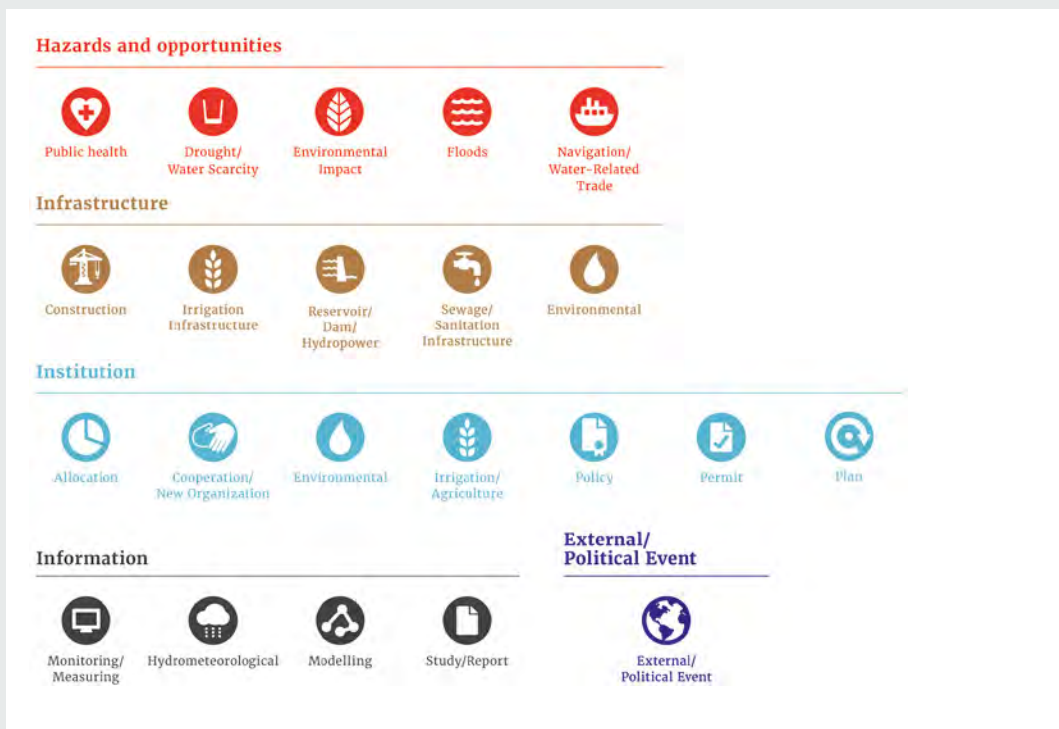 Hazards and opportunities
Public health
Drought/
Water Scarcity
Environmental
Impact
Floods
Navigation/
Water-Related
Trade
Infrastructure
Construction
Irrigation
Infrastructure
Reservoir/
Dam/
Hydropower
Sewage/
Sanitation
Infrastructure
Environmental
Institution
Allocation
Cooperation/
New Organization
Environmental
Irrigation/
Agriculture
Policy
Permit
Plan
Information
Monitoring/
Measuring
Hydrometeorological
Modelling
Study/Report
External/
Political Event
External/
Political Event